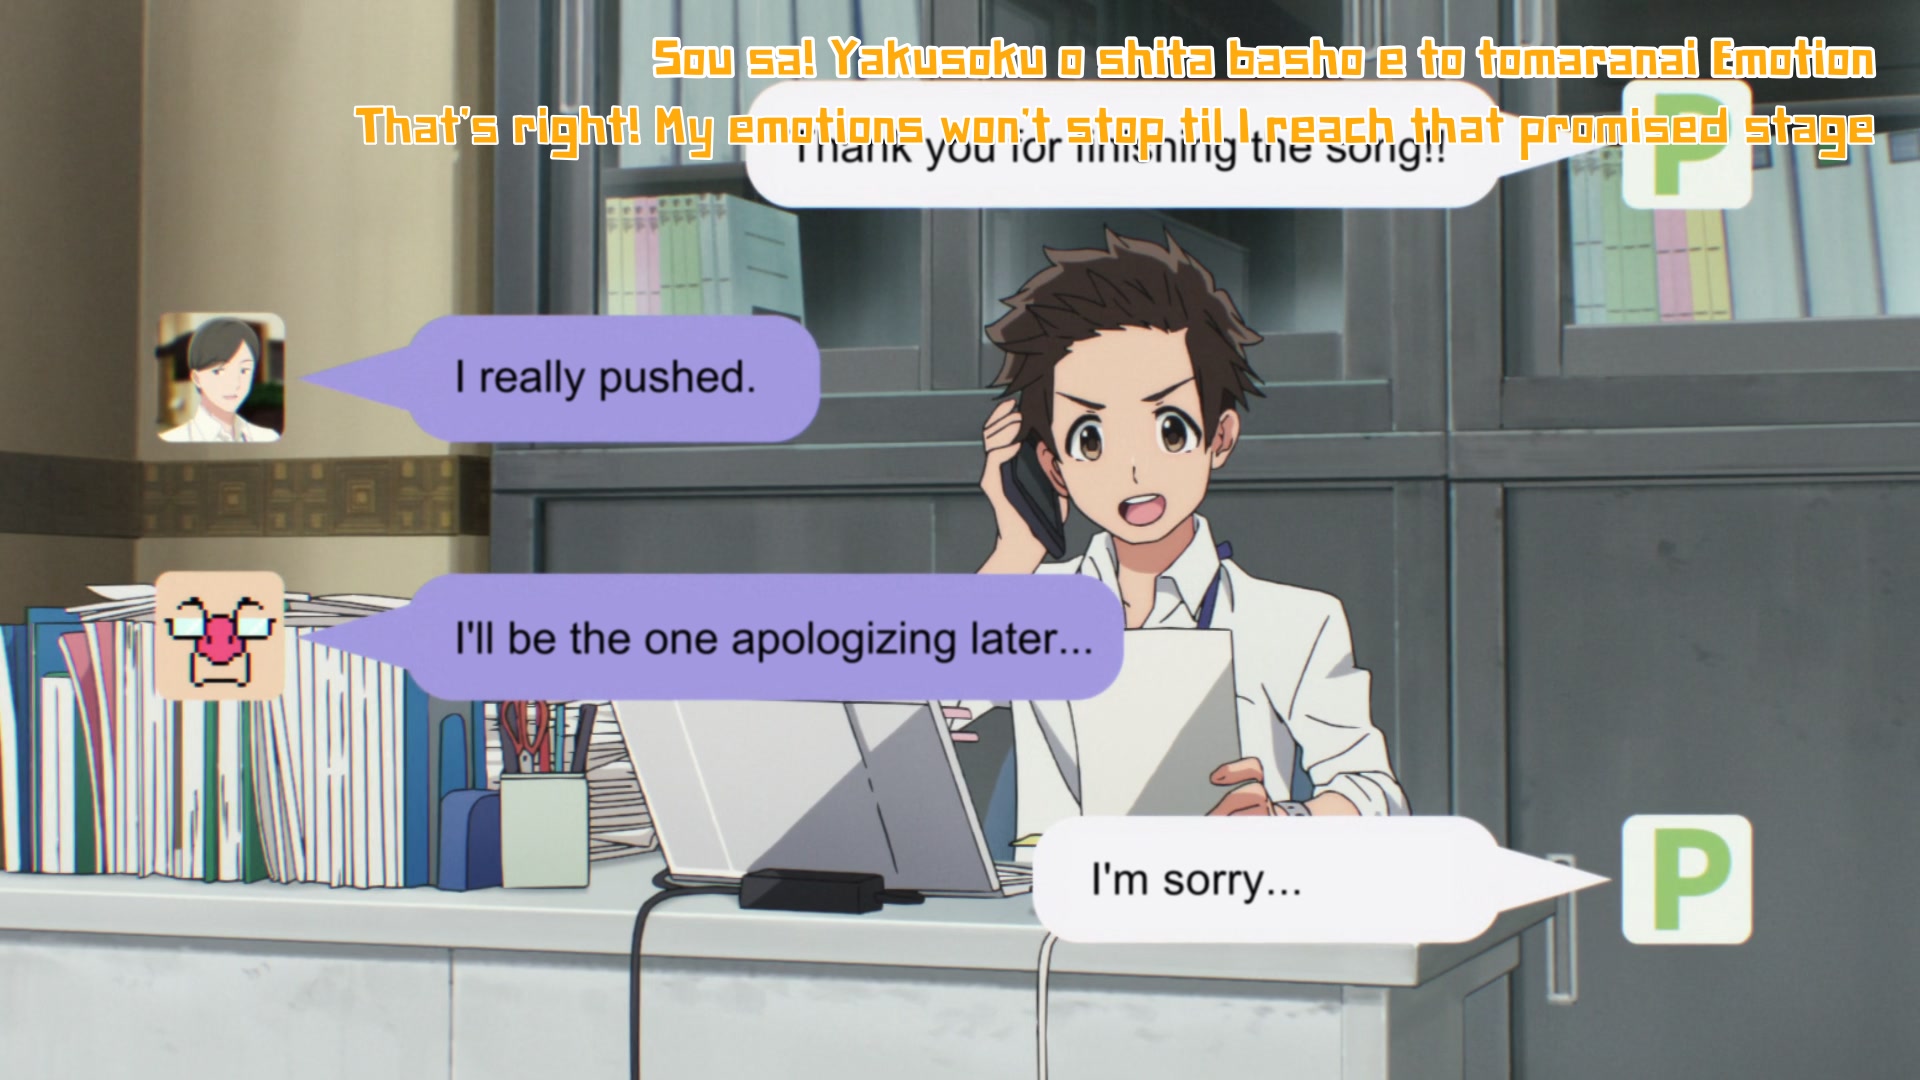 Sou sa! Yakusoku o shita basho e to tomaranai Emotion
That's right! My emotions won't stop til I reach that promised stage
Thank you for finishing the song!!
P
I really pushed.
I'll be the one apologizing later...
I'm sorry...
P